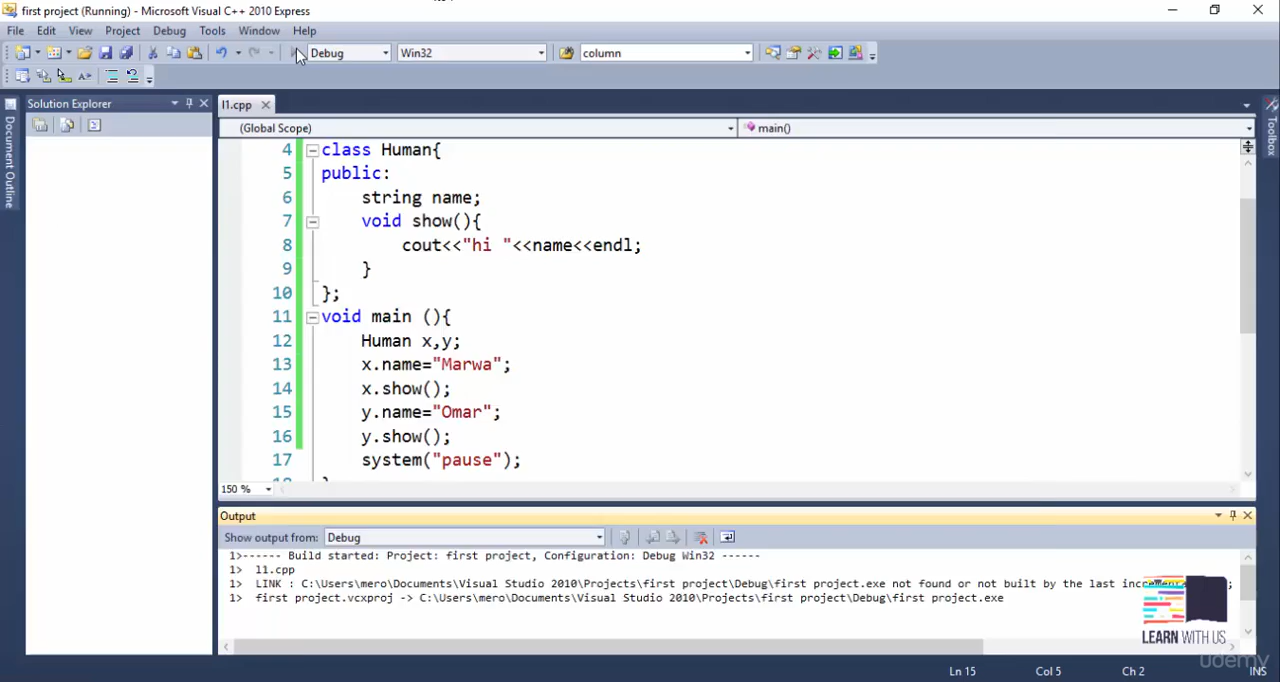 first project (Running) - Microsoft Visual C++ 2010 Express
File Edit View Project Debug Tools Window Help
Debug Win32 column
Solution Explorer
l1.cpp
(Global Scope) main()
Document Outline
Toolbox
4 class Human{
5 public:
6 string name;
7 void show(){
8 cout<<"hi "<<name<<endl;
9 }
10 };
11 void main (){
12 Human x,y;
13 x.name="Marwa";
14 x.show();
15 y.name="Omar";
16 y.show();
17 system("pause");
150 %
Output
Show output from: Debug
1>------ Build started: Project: first project, Configuration: Debug Win32 ------
1> l1.cpp
1> LINK : C:\Users\mero\Documents\Visual Studio 2010\Projects\first project\Debug\first project.exe not found or not built by the last
1> first project.vcxproj -> C:\Users\mero\Documents\Visual Studio 2010\Projects\first project\Debug\first project.exe
LEARN WITH US
udemy
Ln 15 Col 5 Ch 2 INS